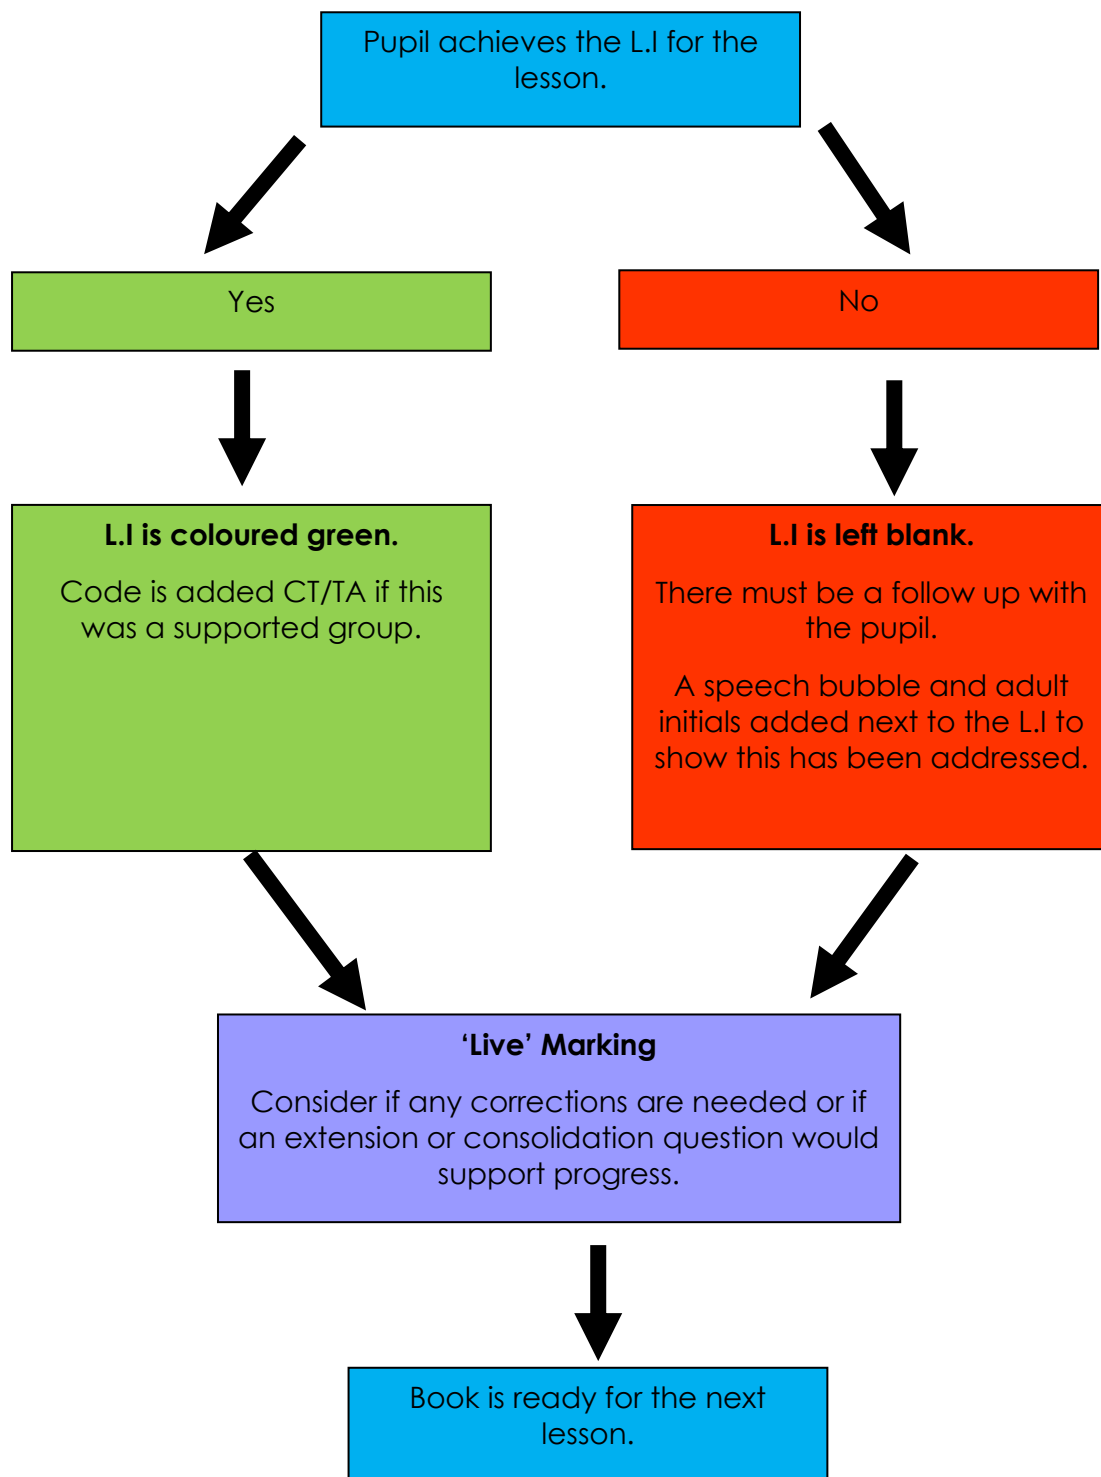 Pupil achieves the L.I for the
lesson.
Yes
No
L.I is coloured green.
Code is added CT/TA if this
was a supported group.
L.I is left blank.
There must be a follow up with
the pupil.
A speech bubble and adult
initials added next to the L.I to
show this has been addressed.
‘Live’ Marking
Consider if any corrections are needed or if
an extension or consolidation question would
support progress.
Book is ready for the next
lesson.